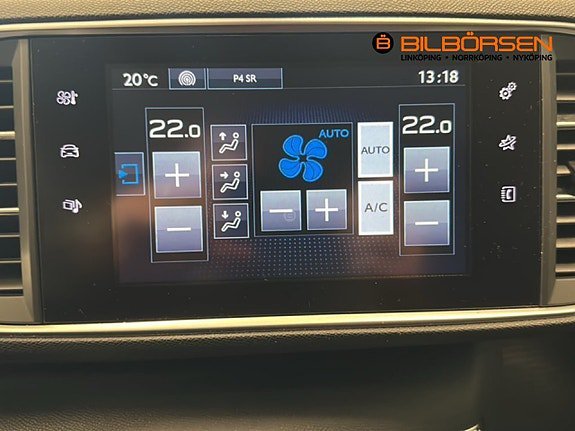 BILBÖRSEN
LINKÖPING • NORRKÖPING • NYKÖPING
20°C P4 SR 13:18
22.0 AUTO 22.0
AUTO
A/C